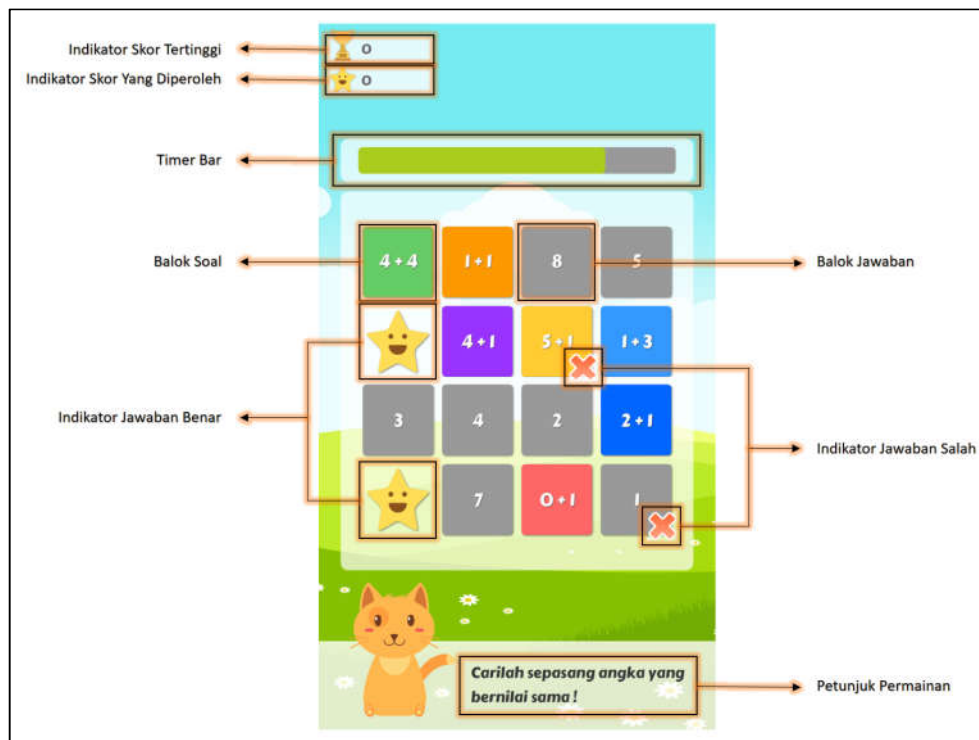 Indikator Skor Tertinggi
0
Indikator Skor Yang Diperoleh
0
Timer Bar
Balok Soal
4 + 4
1 + 1
8
5
Balok Jawaban
4 + 1
5 + 1
1 + 3
Indikator Jawaban Benar
3
4
2
2 + 1
Indikator Jawaban Salah
7
0 + 1
1
Carilah sepasang angka yang
bernilai sama !
Petunjuk Permainan